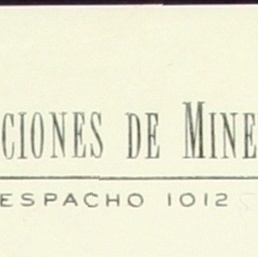 CIONES DE MINE
ESPACHO 1012